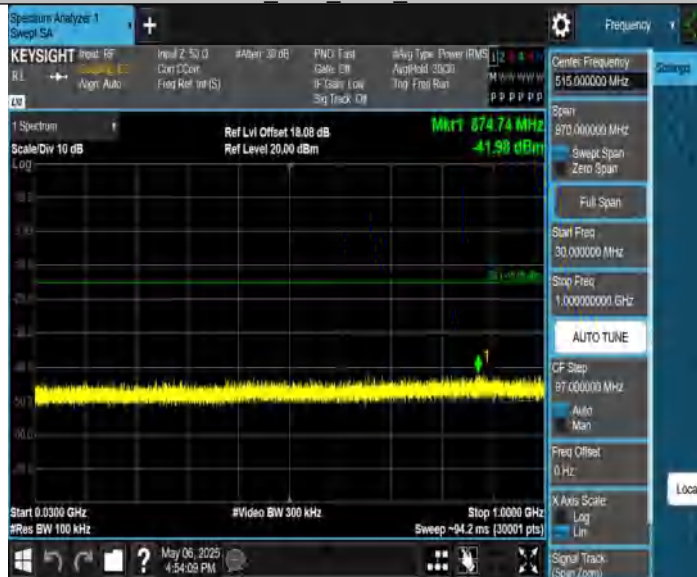 Spectrum Analyzer 1
Swept SA
Frequency
KEYSIGHT Input: RF
Align: Auto
Corr CCorr
Freq Ref: Int (S)
#Atten: 30 dB
PNO: Fast
Gate: Off
IF Gain: Low
Sig Track: Off
#Avg Type: Power (RMS
Avg|Hold: 30/30
Trig: Free Run
P P P P P P
1 Spectrum
Scale/Div 10 dB
Ref Lvl Offset 18.08 dB
Ref Level 20.00 dBm
Mkr1 874.74 MHz
-41.98 dBm
Log
1
Start 0.0300 GHz
#Res BW 100 kHz
#Video BW 300 kHz
Stop 1.0000 GHz
Sweep ~94.2 ms (30001 pts)
May 06, 2025
4:54:09 PM
Center Frequency
515.000000 MHz
Settings
Span
970.000000 MHz
Swept Span
Zero Span
Full Span
Start Freq
30.000000 MHz
Stop Freq
1.000000000 GHz
AUTO TUNE
CF Step
97.000000 MHz
Auto
Man
Freq Offset
0 Hz
X Axis Scale
Log
Lin
Signal Track
(Span Zoom)
Loca